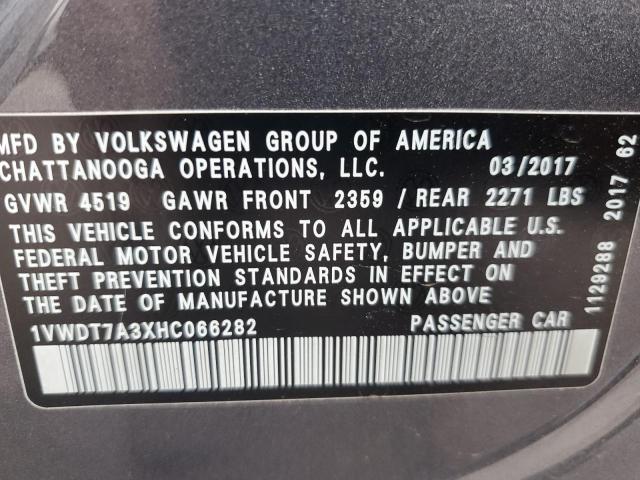 MFD BY VOLKSWAGEN GROUP OF AMERICA
CHATTANOOGA OPERATIONS, LLC. 03/2017
GVWR 4519 GAWR FRONT 2359 / REAR 2271 LBS
THIS VEHICLE CONFORMS TO ALL APPLICABLE U.S.
FEDERAL MOTOR VEHICLE SAFETY, BUMPER AND
THEFT PREVENTION STANDARDS IN EFFECT ON
THE DATE OF MANUFACTURE SHOWN ABOVE
1VWDT7A3XHC066282 PASSENGER CAR
1129288 2017 62